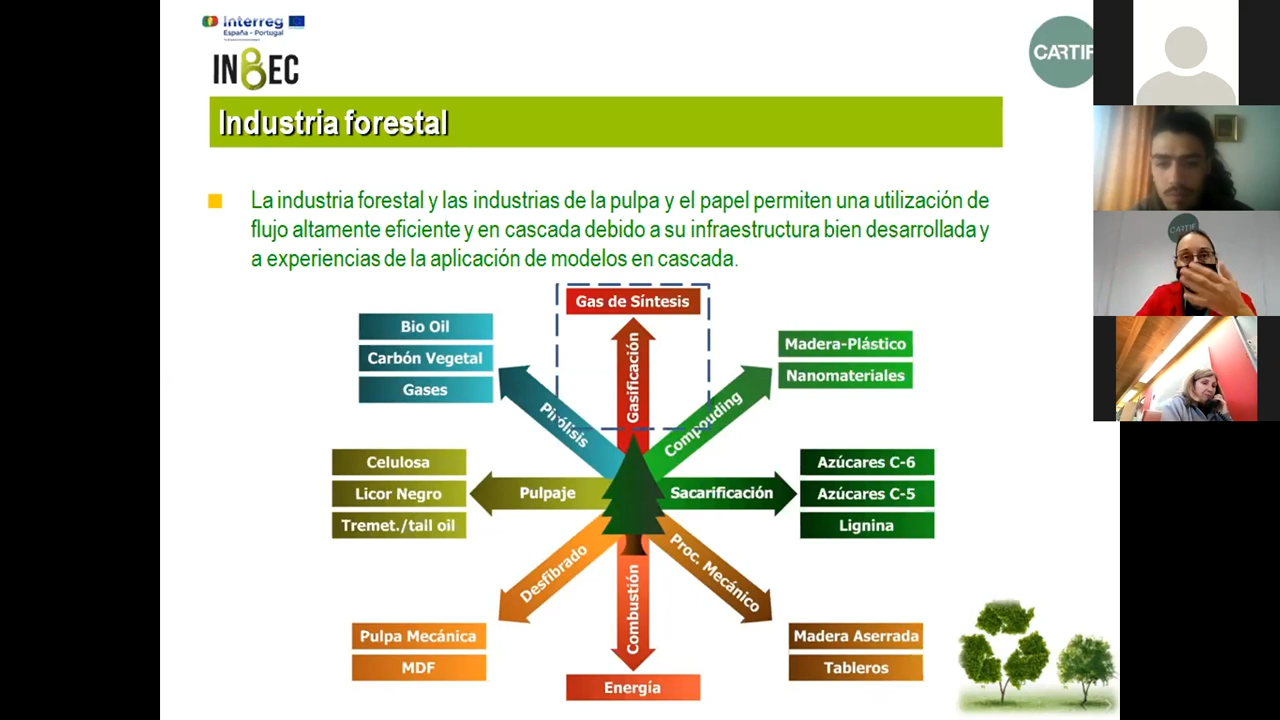 Interreg
España - Portugal
INBEC
CARTIF
Industria forestal
La industria forestal y las industrias de la pulpa y el papel permiten una utilización de
flujo altamente eficiente y en cascada debido a su infraestructura bien desarrollada y
a experiencias de la aplicación de modelos en cascada.
Gas de Síntesis
Gasificación
Bio Oil
Carbón Vegetal
Gases
Pirólisis
Madera-Plástico
Nanomateriales
Compouding
Celulosa
Licor Negro
Tremet./tall oil
Pulpaje
Sacarificación
Azúcares C-6
Azúcares C-5
Lignina
Desfibrado
Combustión
Proc. Mecánico
Pulpa Mecánica
MDF
Energía
Madera Aserrada
Tableros
CARTIF